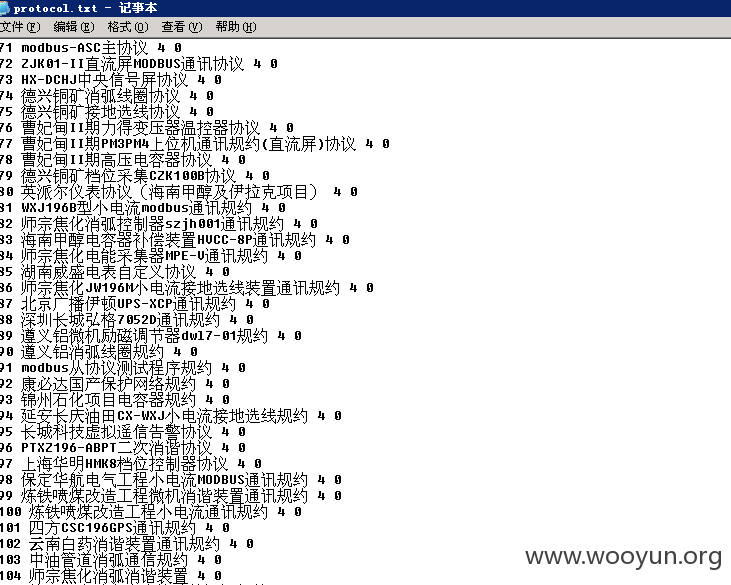 protocol.txt - 记事本
文件(F) 编辑(E) 格式(O) 查看(V) 帮助(H)
71 modbus-ASC主协议 4 0
72 ZJK01-II直流屏MODBUS通讯协议 4 0
73 HX-DCHJ中央信号屏协议 4 0
74 德兴铜矿消弧线圈协议 4 0
75 德兴铜矿接地选线协议 4 0
76 曹妃甸II期力得变压器温控器协议 4 0
77 曹妃甸II期PM3PM4上位机通讯规约(直流屏)协议 4 0
78 曹妃甸II期高压电容器协议 4 0
79 德兴铜矿档位采集CZK100B协议 4 0
80 英派尔仪表协议（海南甲醇及伊拉克项目） 4 0
81 WXJ196B型小电流modbus通讯规约 4 0
82 师宗焦化消弧控制器szjh001通讯规约 4 0
83 海南甲醇电容器补偿装置HVCC-8P通讯规约 4 0
84 师宗焦化电能采集器MPE-V通讯规约 4 0
85 湖南威盛电表自定义协议 4 0
86 师宗焦化JW196M小电流接地选线装置通讯规约 4 0
87 北京广播伊顿UPS-XCP通讯规约 4 0
88 深圳长城弘格7052D通讯规约 4 0
89 遵义铝微机励磁调节器dwl7-01规约 4 0
90 遵义铝消弧线圈规约 4 0
91 modbus从协议测试程序规约 4 0
92 康必达国产保护网络规约 4 0
93 锦州石化项目电容器规约 4 0
94 延安长庆油田CX-WXJ小电流接地选线规约 4 0
95 长城科技虚拟遥信告警协议 4 0
96 PTXZ196-ABPT二次消谐协议 4 0
97 上海华明HMK8档位控制器协议 4 0
98 保定华航电气工程小电流MODBUS通讯规约 4 0
99 炼铁喷煤改造工程微机消谐装置通讯规约 4 0
100 炼铁喷煤改造工程小电流通讯规约 4 0
101 四方CSC196GPS通讯规约 4 0
102 云南白药消谐装置通讯规约 4 0
103 中油管道消弧通信规约 4 0
104 师宗焦化消弧消谐装置 4 0
www.wooyun.org